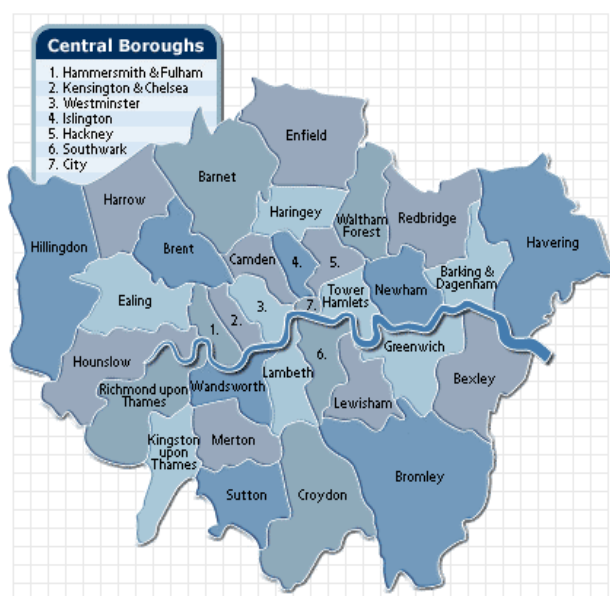 Central Boroughs
1. Hammersmith & Fulham
2. Kensington & Chelsea
3. Westminster
4. Islington
5. Hackney
6. Southwark
7. City
Enfield
Barnet
Harrow
Haringey
Waltham
Forest
Redbridge
Hillingdon
Brent
Camden
4.
5.
Havering
Barking &
Dagenham
Ealing
Tower
Hamlets
Newham
1.
2.
3.
7.
6.
Greenwich
Hounslow
Richmond upon
Thames
Wandsworth
Lambeth
Lewisham
Bexley
Kingston
upon
Thames
Merton
Sutton
Croydon
Bromley